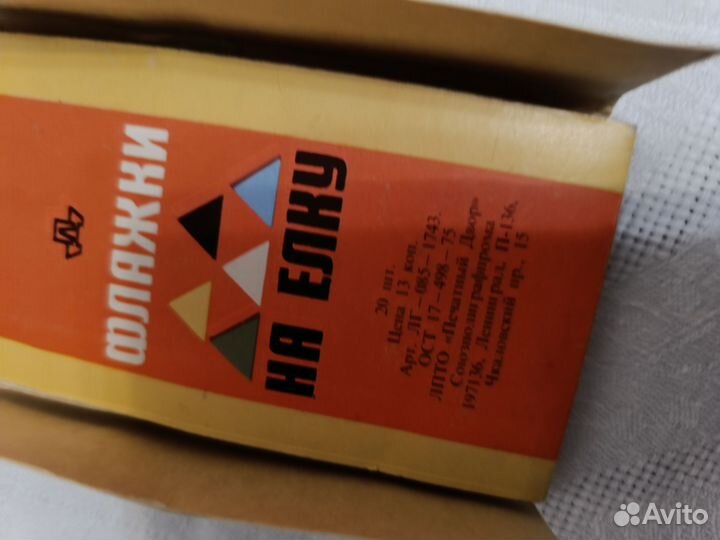 ФЛАЖКИ
НА ЕЛКУ
20 шт.
Цена 13 коп.
Арт. ЛГ—085—1743.
ОСТ 17—498—75
ЛПТО «Печатный Двор»
Союзполиграфпрома
197136, Ленинград, П-136,
Чкаловский пр., 15
Avito